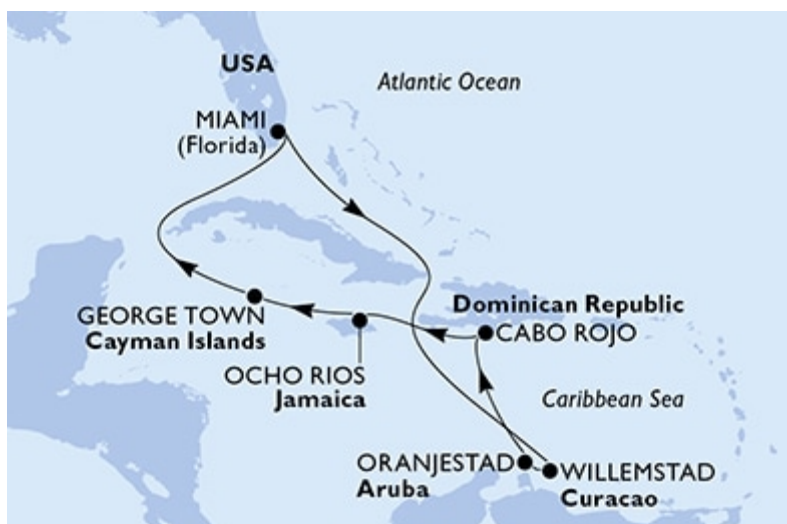 USA
Atlantic Ocean
MIAMI
(Florida)
Dominican Republic
CABO ROJO
GEORGE TOWN
Cayman Islands
OCHO RIOS
Jamaica
Caribbean Sea
ORANJESTAD
Aruba
WILLEMSTAD
Curacao